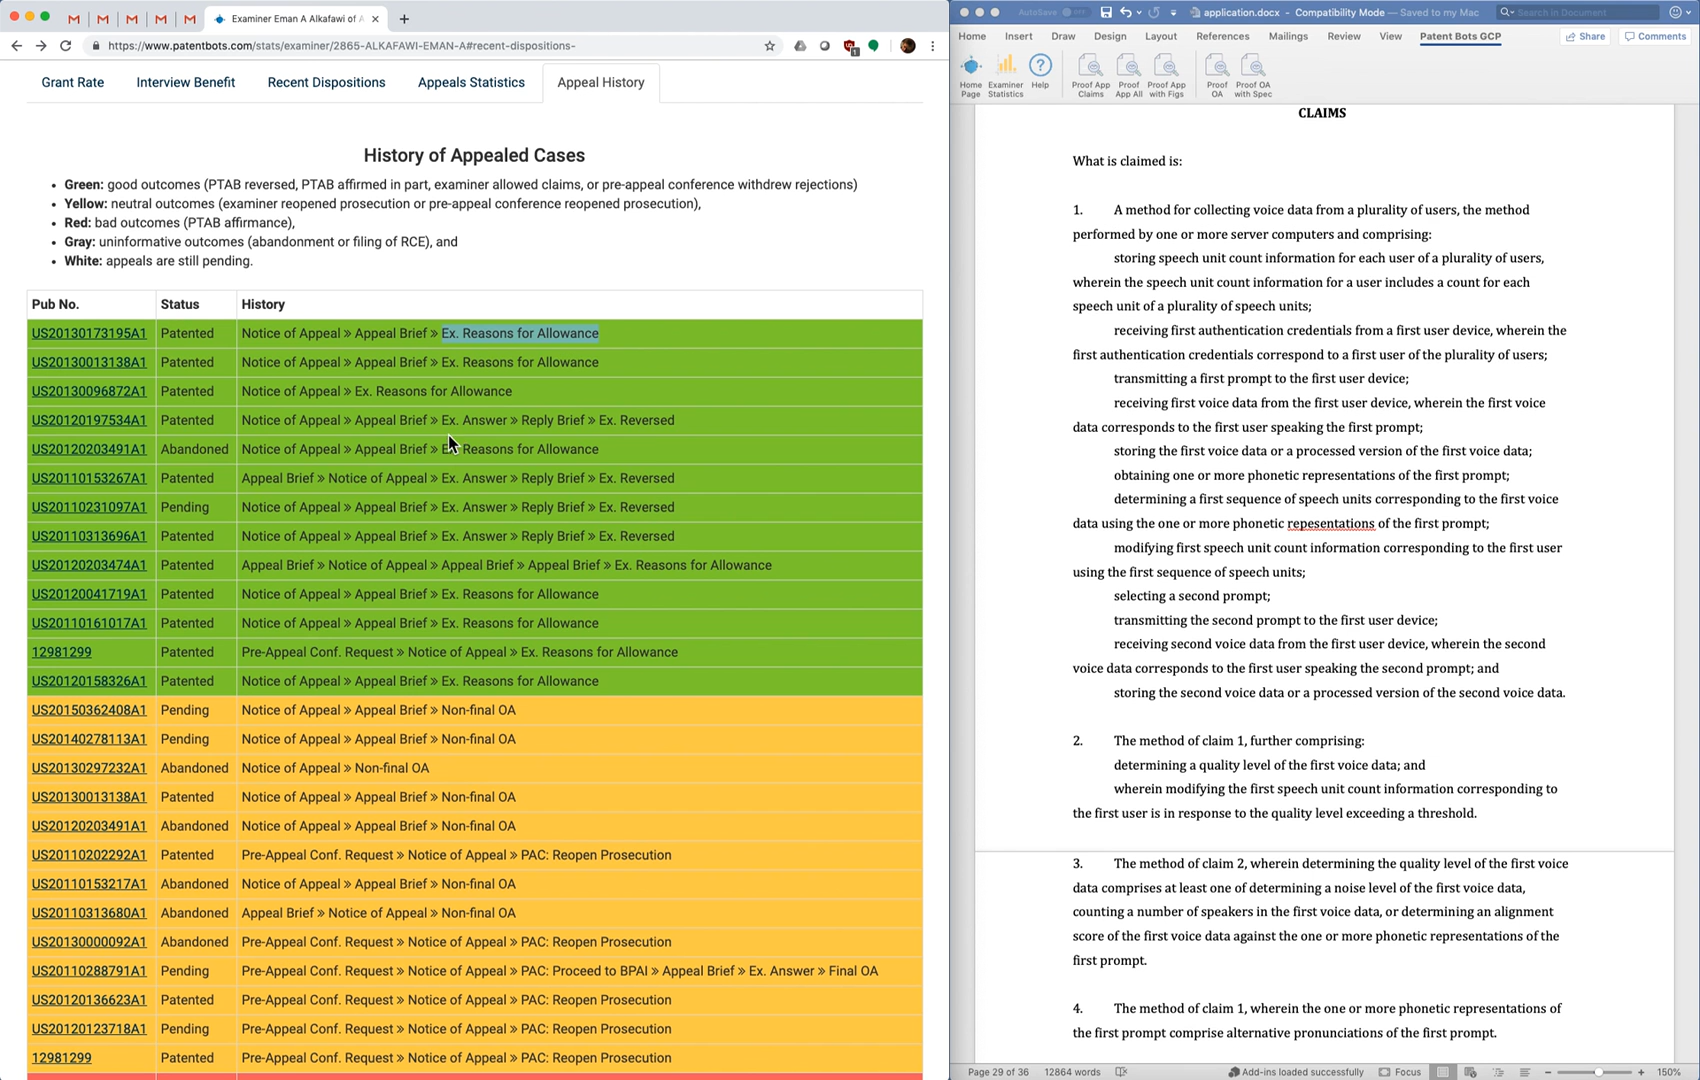 Examiner Eman A Alkafawi of A
https://www.patentbots.com/stats/examiner/2865-ALKAFAWI-EMAN-A#recent-dispositions-
Grant Rate
Interview Benefit
Recent Dispositions
Appeals Statistics
Appeal History
History of Appealed Cases
• Green: good outcomes (PTAB reversed, PTAB affirmed in part, examiner allowed claims, or pre-appeal conference withdrew rejections)
• Yellow: neutral outcomes (examiner reopened prosecution or pre-appeal conference reopened prosecution),
• Red: bad outcomes (PTAB affirmance),
• Gray: uninformative outcomes (abandonment or filing of RCE), and
• White: appeals are still pending.
Pub No. Status History
US20130173195A1 Patented Notice of Appeal » Appeal Brief » Ex. Reasons for Allowance
US20130013138A1 Patented Notice of Appeal » Appeal Brief » Ex. Reasons for Allowance
US20130096872A1 Patented Notice of Appeal » Ex. Reasons for Allowance
US20120197534A1 Patented Notice of Appeal » Appeal Brief » Ex. Answer » Reply Brief » Ex. Reversed
US20120203491A1 Abandoned Notice of Appeal » Appeal Brief » Ex. Reasons for Allowance
US20110153267A1 Patented Appeal Brief » Notice of Appeal » Ex. Answer » Reply Brief » Ex. Reversed
US20110231097A1 Pending Notice of Appeal » Appeal Brief » Ex. Answer » Reply Brief » Ex. Reversed
US20110313696A1 Patented Notice of Appeal » Appeal Brief » Ex. Answer » Reply Brief » Ex. Reversed
US20120203474A1 Patented Appeal Brief » Notice of Appeal » Appeal Brief » Appeal Brief » Ex. Reasons for Allowance
US20120041719A1 Patented Notice of Appeal » Appeal Brief » Ex. Reasons for Allowance
US20110161017A1 Patented Notice of Appeal » Appeal Brief » Ex. Reasons for Allowance
12981299 Patented Pre-Appeal Conf. Request » Notice of Appeal » Ex. Reasons for Allowance
US20120158326A1 Patented Notice of Appeal » Appeal Brief » Ex. Reasons for Allowance
US20150362408A1 Pending Notice of Appeal » Appeal Brief » Non-final OA
US20140278113A1 Pending Notice of Appeal » Appeal Brief » Non-final OA
US20130297232A1 Abandoned Notice of Appeal » Non-final OA
US20130013138A1 Patented Notice of Appeal » Appeal Brief » Non-final OA
US20120203491A1 Abandoned Notice of Appeal » Appeal Brief » Non-final OA
US20110202292A1 Patented Pre-Appeal Conf. Request » Notice of Appeal » PAC: Reopen Prosecution
US20110153217A1 Abandoned Notice of Appeal » Appeal Brief » Non-final OA
US20110313680A1 Abandoned Appeal Brief » Notice of Appeal » Non-final OA
US20130000092A1 Abandoned Pre-Appeal Conf. Request » Notice of Appeal » PAC: Reopen Prosecution
US20110288791A1 Pending Pre-Appeal Conf. Request » Notice of Appeal » PAC: Proceed to BPAI » Appeal Brief » Ex. Answer » Final OA
US20120136623A1 Patented Pre-Appeal Conf. Request » Notice of Appeal » PAC: Reopen Prosecution
US20120123718A1 Pending Pre-Appeal Conf. Request » Notice of Appeal » PAC: Reopen Prosecution
12981299 Patented Pre-Appeal Conf. Request » Notice of Appeal » PAC: Reopen Prosecution
AutoSave OFF application.docx - Compatibility Mode — Saved to my Mac Search in Document
Home Insert Draw Design Layout References Mailings Review View Patent Bots GCP Share Comments
Home Page
Examiner Statistics
Help
Proof App Claims
Proof App All
Proof App with Figs
Proof OA
Proof OA with Spec
CLAIMS
What is claimed is:
1. A method for collecting voice data from a plurality of users, the method
performed by one or more server computers and comprising:
storing speech unit count information for each user of a plurality of users,
wherein the speech unit count information for a user includes a count for each
speech unit of a plurality of speech units;
receiving first authentication credentials from a first user device, wherein the
first authentication credentials correspond to a first user of the plurality of users;
transmitting a first prompt to the first user device;
receiving first voice data from the first user device, wherein the first voice
data corresponds to the first user speaking the first prompt;
storing the first voice data or a processed version of the first voice data;
obtaining one or more phonetic representations of the first prompt;
determining a first sequence of speech units corresponding to the first voice
data using the one or more phonetic repesentations of the first prompt;
modifying first speech unit count information corresponding to the first user
using the first sequence of speech units;
selecting a second prompt;
transmitting the second prompt to the first user device;
receiving second voice data from the first user device, wherein the second
voice data corresponds to the first user speaking the second prompt; and
storing the second voice data or a processed version of the second voice data.
2. The method of claim 1, further comprising:
determining a quality level of the first voice data; and
wherein modifying the first speech unit count information corresponding to
the first user is in response to the quality level exceeding a threshold.
3. The method of claim 2, wherein determining the quality level of the first voice
data comprises at least one of determining a noise level of the first voice data,
counting a number of speakers in the first voice data, or determining an alignment
score of the first voice data against the one or more phonetic representations of the
first prompt.
4. The method of claim 1, wherein the one or more phonetic representations of
the first prompt comprise alternative pronunciations of the first prompt.
Page 29 of 36 12864 words Add-ins loaded successfully Focus 150%